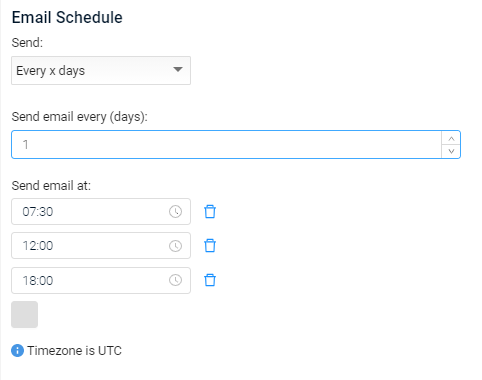 Email Schedule
Send:
Every x days
Send email every (days):
1
Send email at:
07:30
12:00
18:00
Timezone is UTC